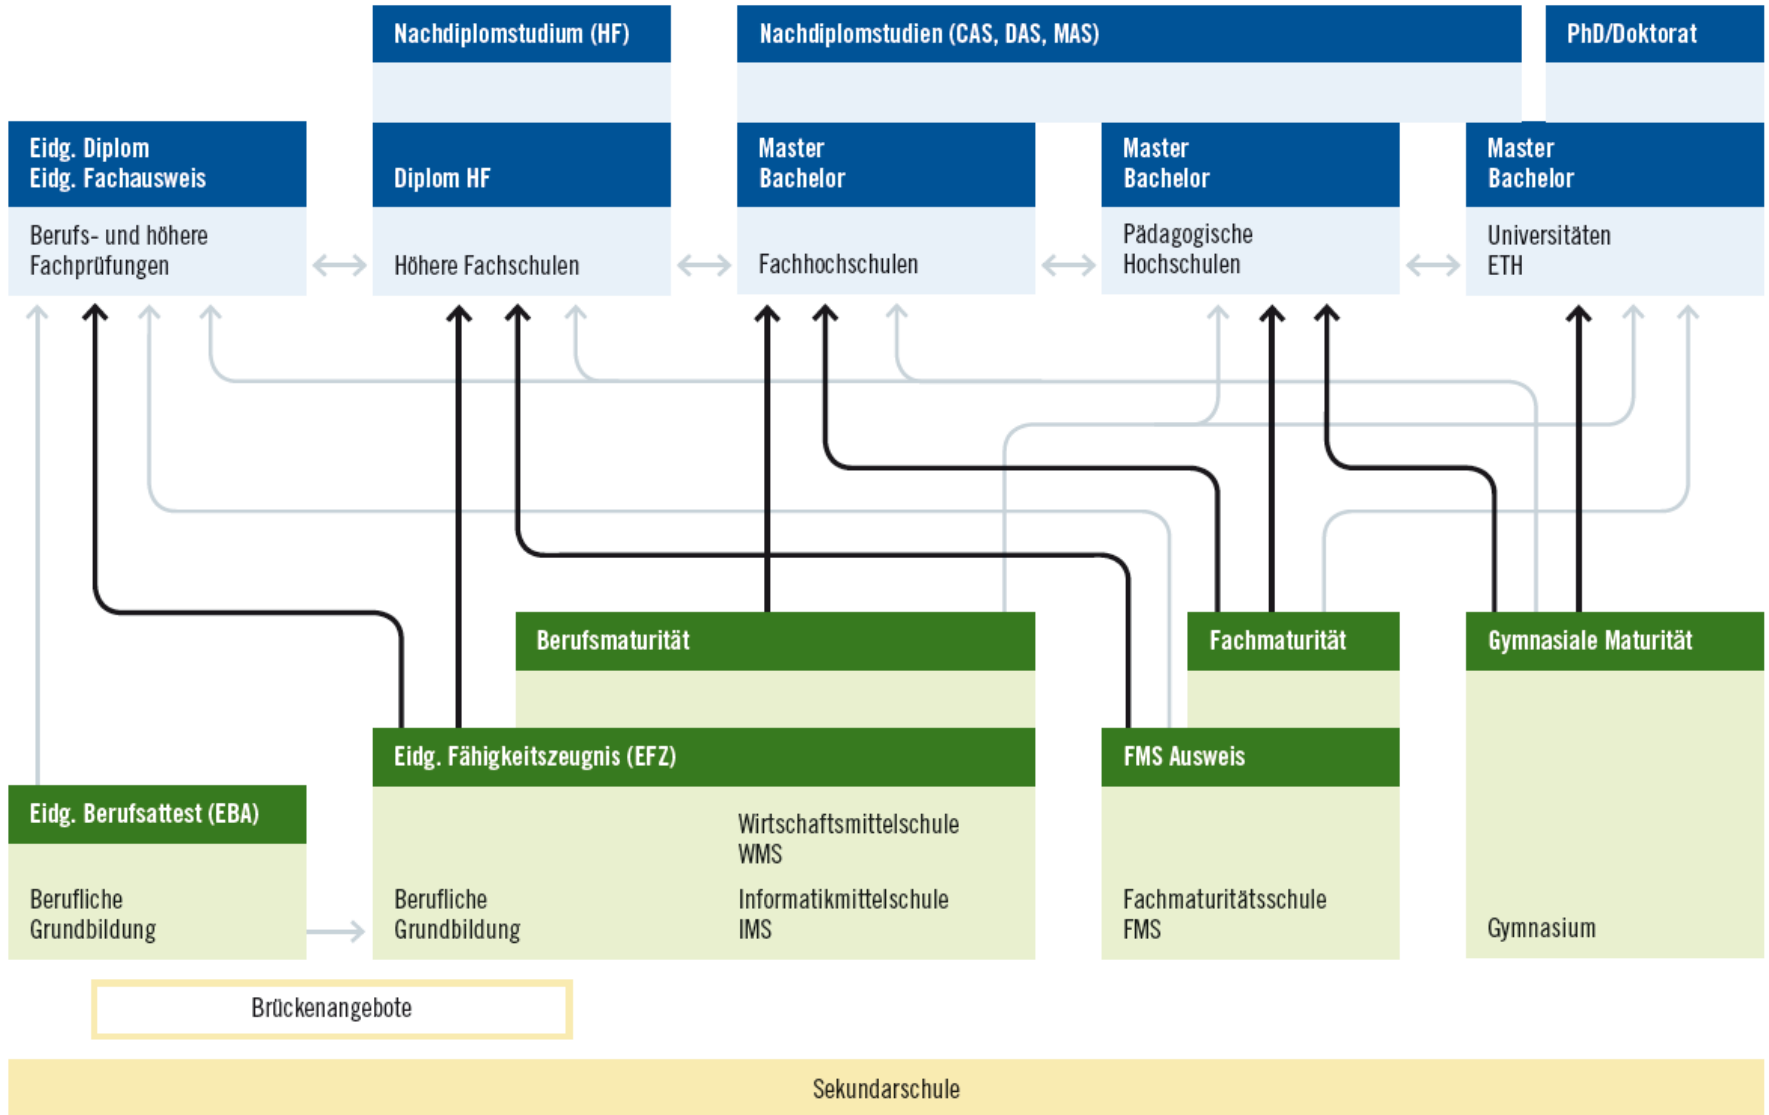 Nachdiplomstudium (HF)
Nachdiplomstudien (CAS, DAS, MAS)
PhD/Doktorat
Eidg. Diplom
Eidg. Fachausweis
Diplom HF
Master
Bachelor
Master
Bachelor
Master
Bachelor
Berufs- und höhere
Fachprüfungen
Höhere Fachschulen
Fachhochschulen
Pädagogische
Hochschulen
Universitäten
ETH
Berufsmaturität
Fachmaturität
Gymnasiale Maturität
Eidg. Fähigkeitszeugnis (EFZ)
FMS Ausweis
Eidg. Berufsattest (EBA)
Berufliche
Grundbildung
Berufliche
Grundbildung
Wirtschaftsmittelschule
WMS
Informatikmittelschule
IMS
Fachmaturitätsschule
FMS
Gymnasium
Brückenangebote
Sekundarschule